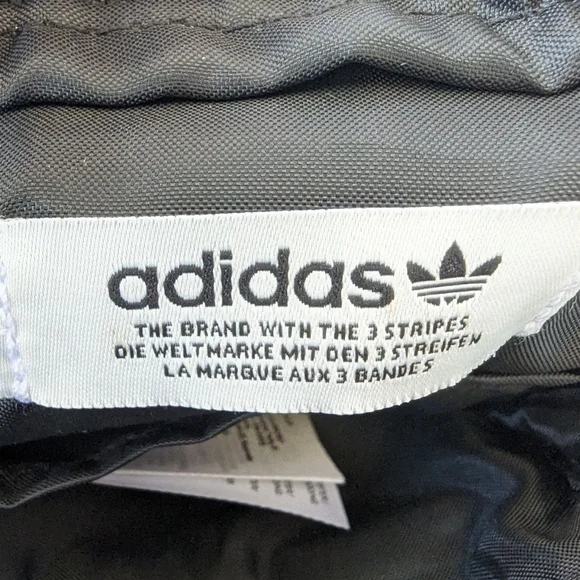 adidas
THE BRAND WITH THE 3 STRIPES
DIE WELTMARKE MIT DEN 3 STREIFEN
LA MARQUE AUX 3 BANDES